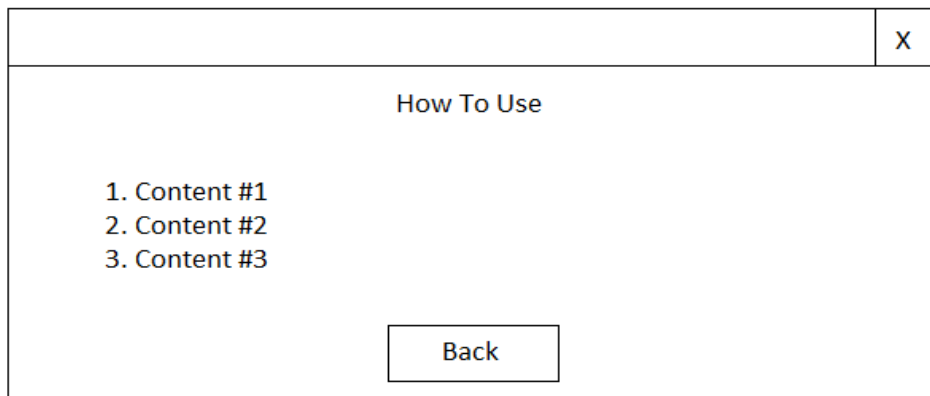 X
How To Use
1. Content #1
2. Content #2
3. Content #3
Back